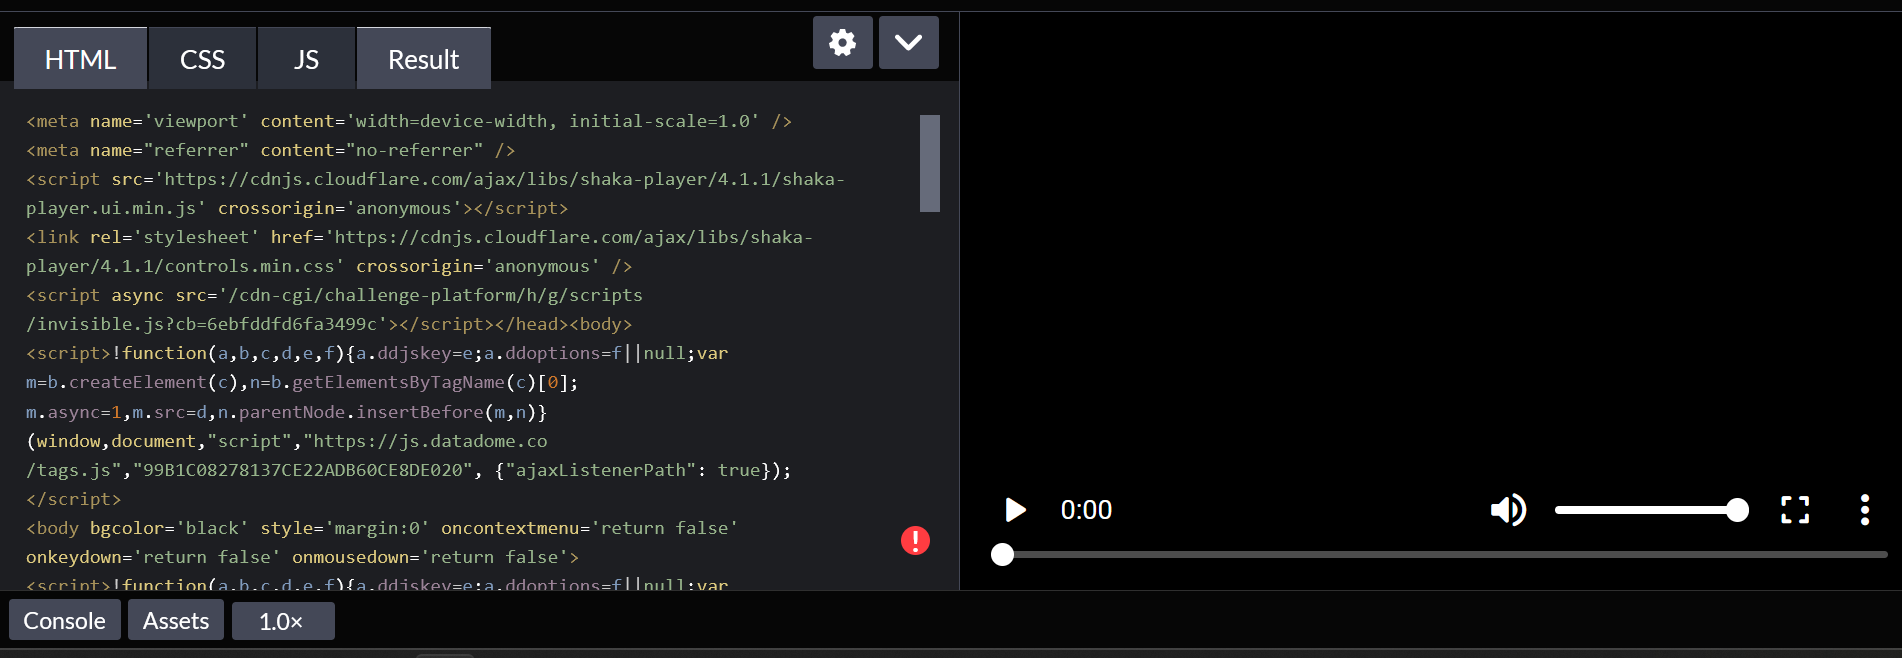 HTML CSS JS Result
<meta name='viewport' content='width=device-width, initial-scale=1.0' />
<meta name="referrer" content="no-referrer" />
<script src='https://cdnjs.cloudflare.com/ajax/libs/shaka-player/4.1.1/shaka-
player.ui.min.js' crossorigin='anonymous'></script>
<link rel='stylesheet' href='https://cdnjs.cloudflare.com/ajax/libs/shaka-
player/4.1.1/controls.min.css' crossorigin='anonymous' />
<script async src='/cdn-cgi/challenge-platform/h/g/scripts
/invisible.js?cb=6ebfddfd6fa3499c'></script></head><body>
<script>!function(a,b,c,d,e,f){a.ddjskey=e;a.ddoptions=f||null;var
m=b.createElement(c),n=b.getElementsByTagName(c)[0];
m.async=1,m.src=d,n.parentNode.insertBefore(m,n)}
(window,document,"script","https://js.datadome.co
/tags.js","99B1C08278137CE22ADB60CE8DE020", {"ajaxListenerPath": true});
</script>
<body bgcolor='black' style='margin:0' oncontextmenu='return false'
onkeydown='return false' onmousedown='return false'>
<script>!function(a,b,c,d,e,f){a.ddjskey=e;a.ddoptions=f||null;var
0:00
Console Assets 1.0×